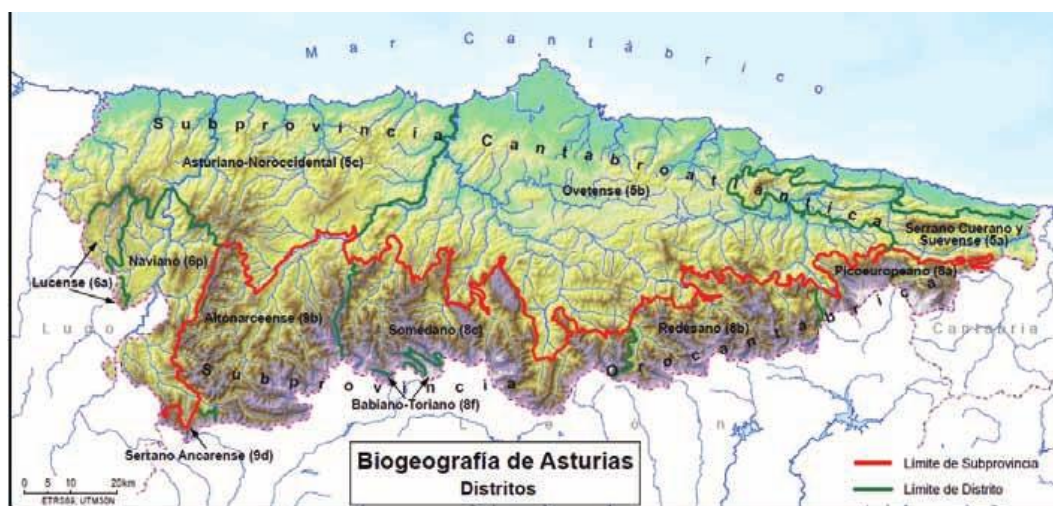 Mar Cantábrico
Subprovincia Cantabroatlántica
Asturiano-Noroccidental (5c)
Ovetense (5b)
Serrano Cuerano y
Suevense (5a)
Naviano (6p)
Lucense (6a)
Picoeuropeano (8a)
Altonarceense (9b)
Somedano (8c)
Redesano (8b)
Lugo
Cantabria
Subprovincia Orocantábrica
Babiano-Toriano (8f)
León
Serrano Ancarense (9d)
Biogeografía de Asturias
Distritos
0 5 10 20km
ETRS89, UTM30N
Límite de Subprovincia
Límite de Distrito